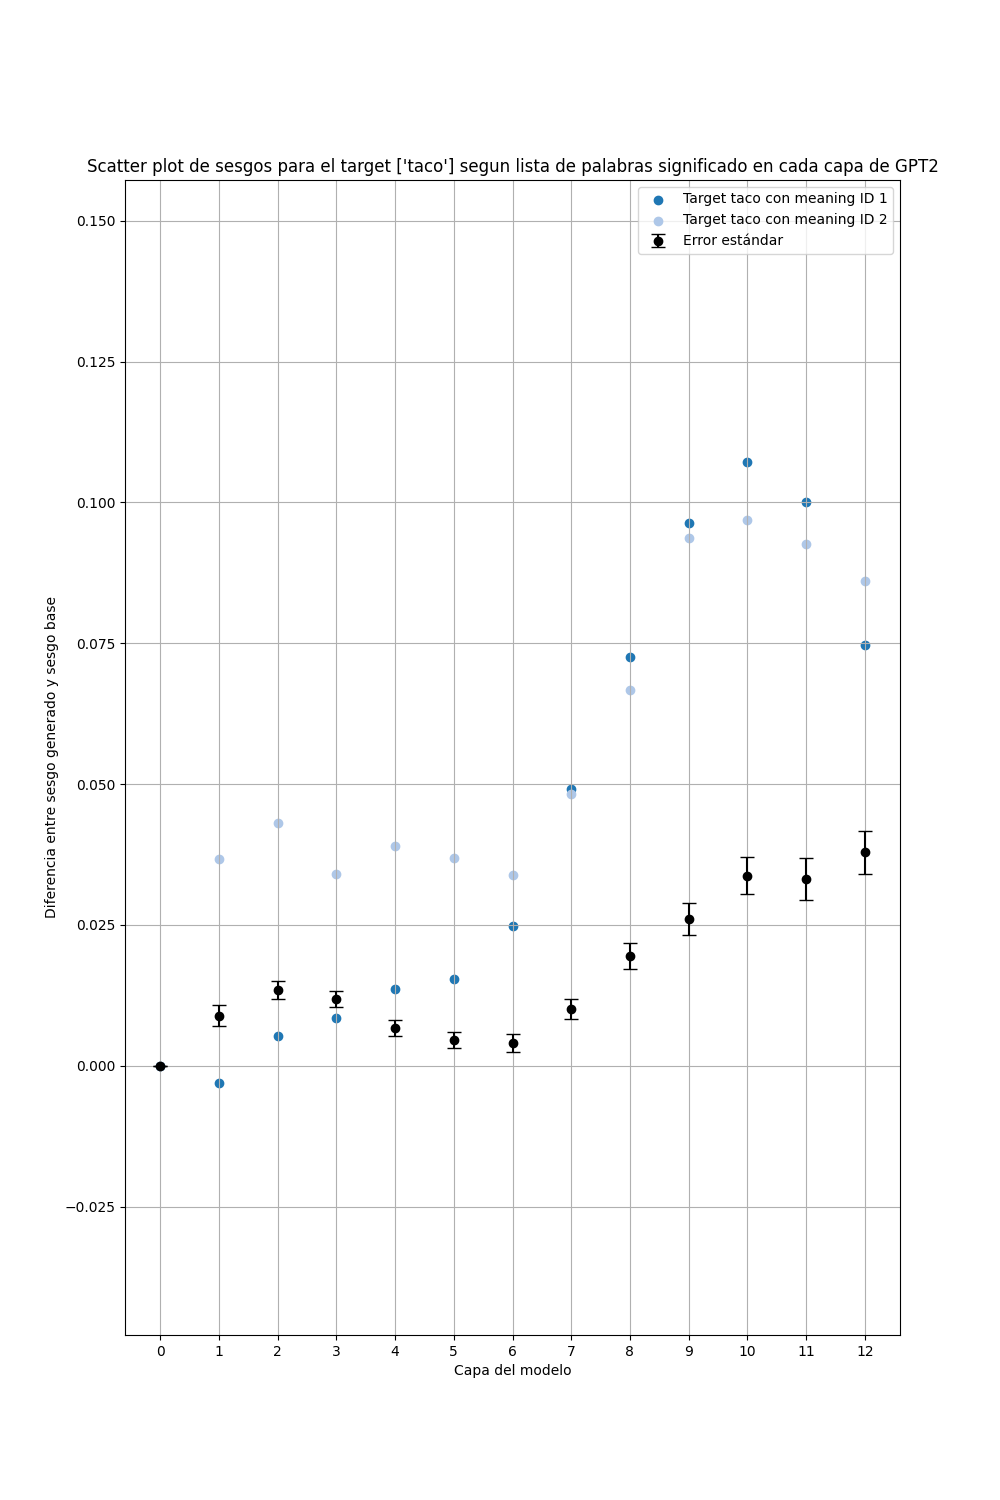 Scatter plot de sesgos para el target ['taco'] segun lista de palabras significado en cada capa de GPT2
Target taco con meaning ID 1
Target taco con meaning ID 2
Error estándar
0.150
0.125
0.100
0.075
0.050
0.025
0.000
−0.025
Diferencia entre sesgo generado y sesgo base
0 1 2 3 4 5 6 7 8 9 10 11 12
Capa del modelo